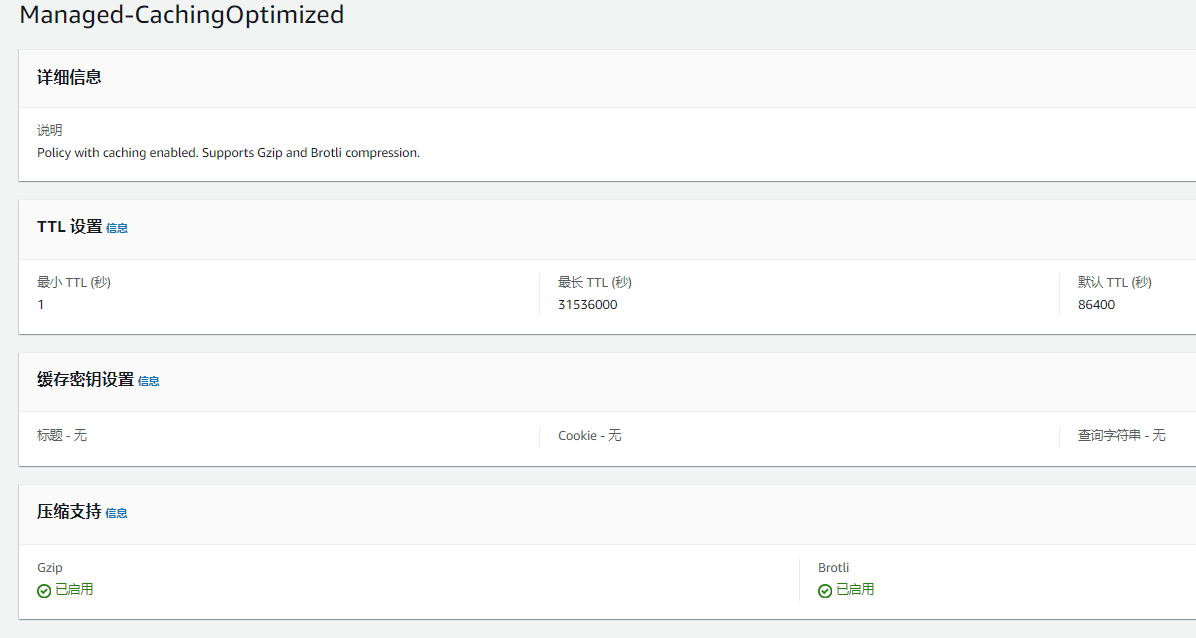 Managed-CachingOptimized
详细信息
说明
Policy with caching enabled. Supports Gzip and Brotli compression.
TTL 设置 信息
最小 TTL (秒) 最长 TTL (秒) 默认 TTL (秒)
1 31536000 86400
缓存密钥设置 信息
标题 - 无 Cookie - 无 查询字符串 - 无
压缩支持 信息
Gzip Brotli
已启用 已启用